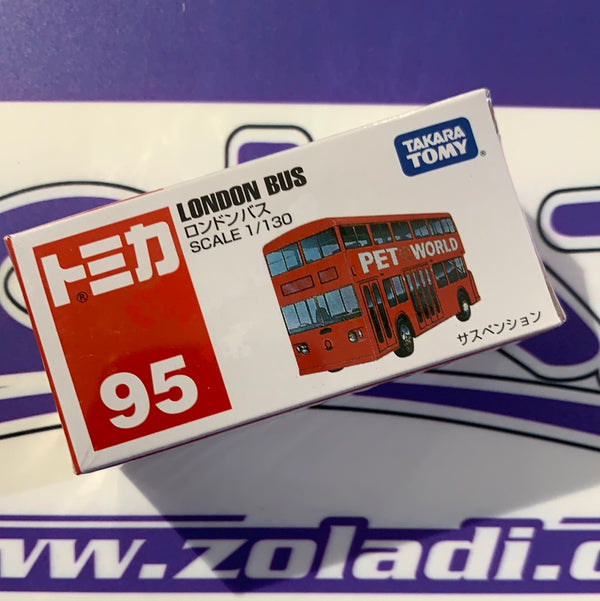 TAKARA
TOMY®
LONDON BUS
ロンドンバス
SCALE 1/130
トミカ
®
95
PET WORLD
サスペンション
www.zoladi.c